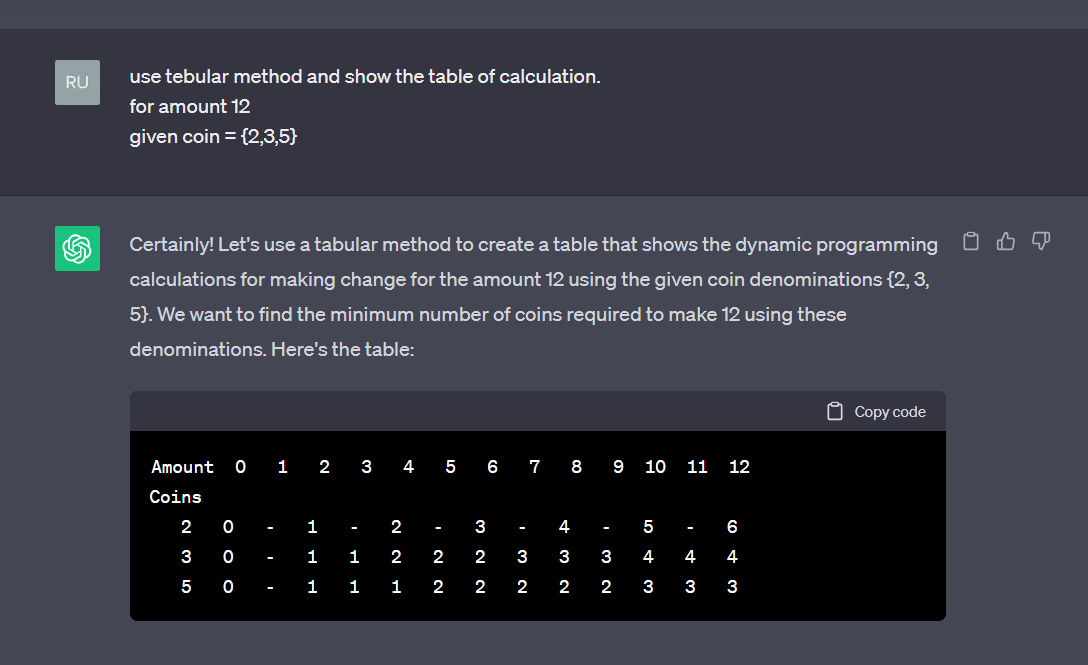 RU
use tebular method and show the table of calculation.
for amount 12
given coin = {2,3,5}
Certainly! Let's use a tabular method to create a table that shows the dynamic programming
calculations for making change for the amount 12 using the given coin denominations {2, 3,
5}. We want to find the minimum number of coins required to make 12 using these
denominations. Here's the table:
Copy code
Amount 0 1 2 3 4 5 6 7 8 9 10 11 12
Coins
2 0 - 1 - 2 - 3 - 4 - 5 - 6
3 0 - 1 1 2 2 2 3 3 3 4 4 4
5 0 - 1 1 1 2 2 2 2 2 3 3 3